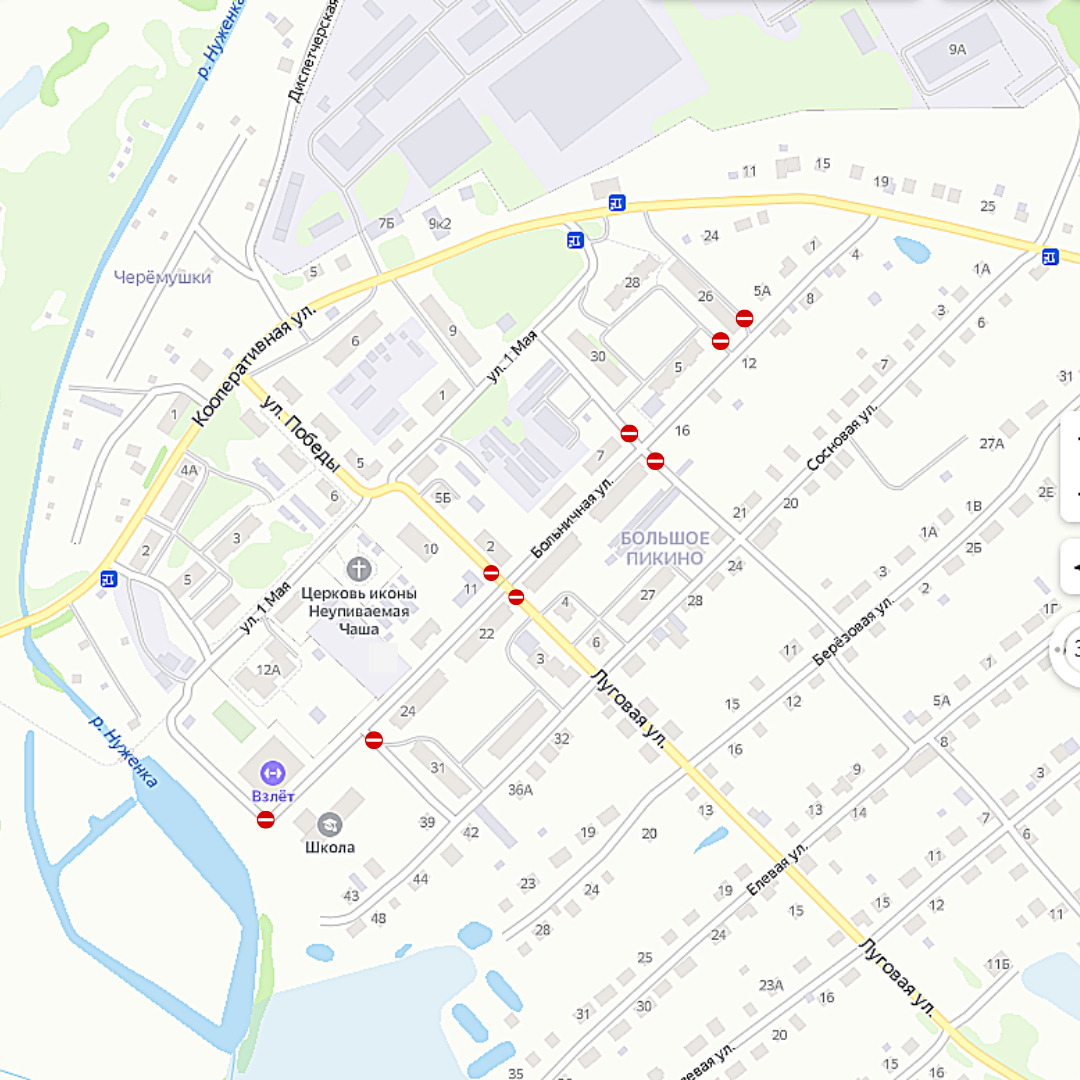 р. Нуженка
Диспетчерская
9А
11
15
19
25
7Б
9к2
24
1
4
Черёмушки
5
28
26
5А
8
1А
3
6
Кооперативная ул.
6
9
ул. 1 Мая
30
5
12
7
31
1
ул. Победы
1
16
Сосновая ул.
27А
4А
5
6
5Б
7
Больничная ул.
20
21
1В
2Е
2
3
10
2
БОЛЬШОЕ
ПИКИНО
1А
2Б
24
5
Церковь иконы
Неупиваемая
Чаша
11
4
27
28
3
2
1Г
ул. 1 Мая
22
6
11
Берёзовая ул.
12А
3
1
Луговая ул.
15
12
5А
24
32
16
8
р. Нуженка
31
9
3
Взлёт
36А
13
13
14
7
6
Школа
39
42
19
20
11
Елевая ул.
43
44
23
24
19
15
15
12
11
48
28
24
25
Луговая ул.
11Б
23А
16
31
30
20
35
15
16